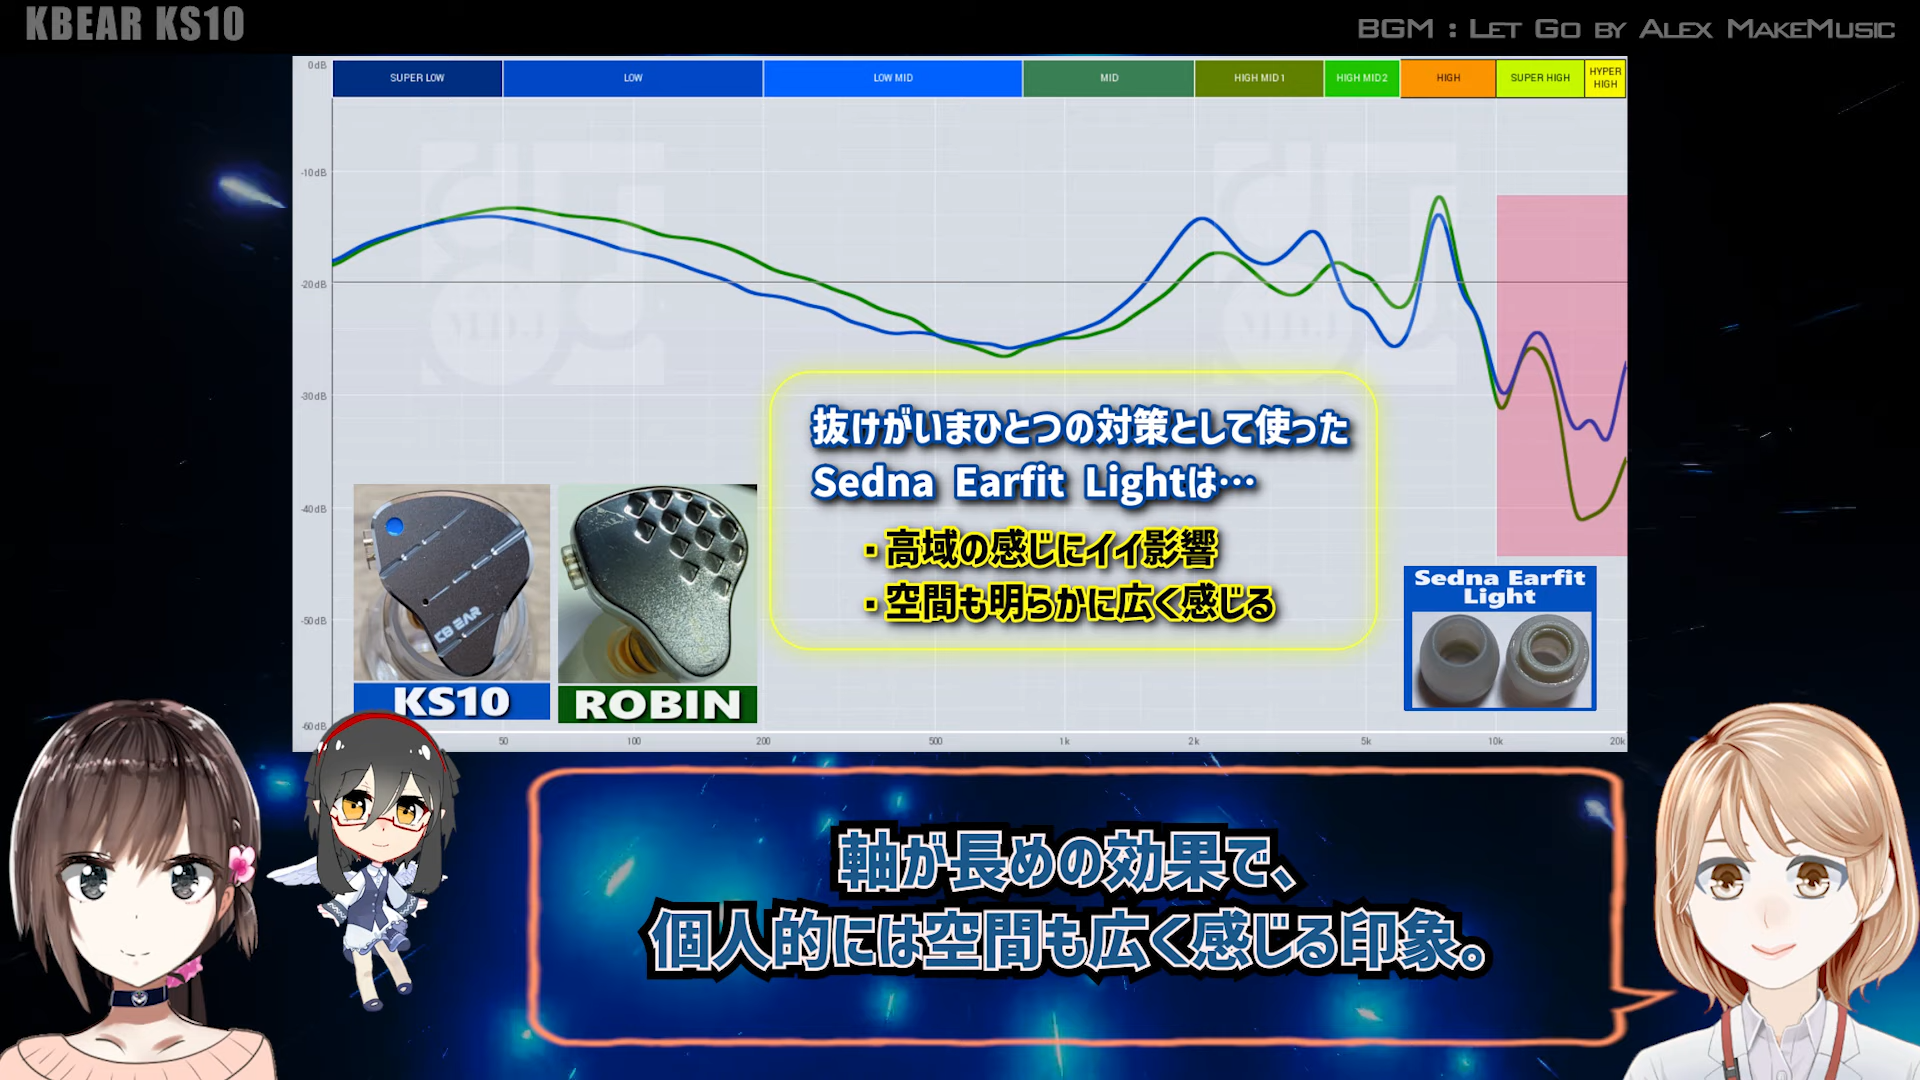 KBEAR KS10
BGM : Let Go by Alex MakeMusic
0dB
SUPER LOW
LOW
LOW MID
MID
HIGH MID1
HIGH MID2
HIGH
SUPER HIGH
HYPER
HIGH
-10dB
-20dB
-30dB
-40dB
-50dB
-60dB
抜けがいまひとつの対策として使った
Sedna Earfit Lightは…
・高域の感じにイイ影響
・空間も明らかに広く感じる
KB EAR
KS10
ROBIN
Sedna Earfit
Light
50
100
200
500
1k
2k
5k
10k
20k
軸が長めの効果で、
個人的には空間も広く感じる印象。